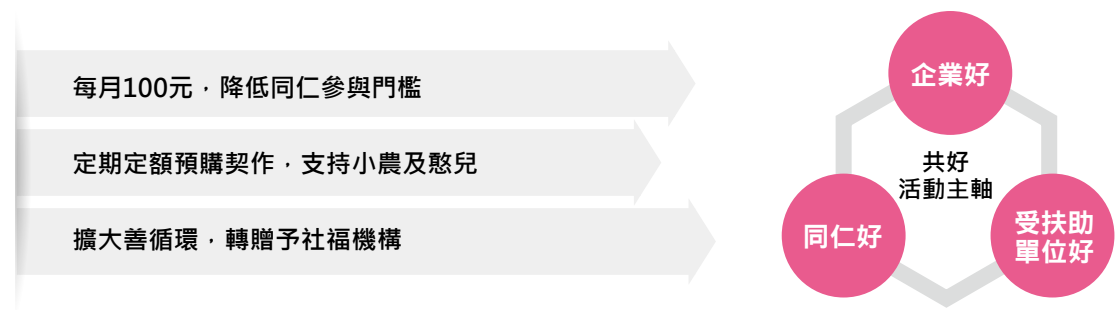 每月100元，降低同仁參與門檻
定期定額預購契作，支持小農及憨兒
擴大善循環，轉贈予社福機構
企業好
共好
活動主軸
同仁好
受扶助
單位好